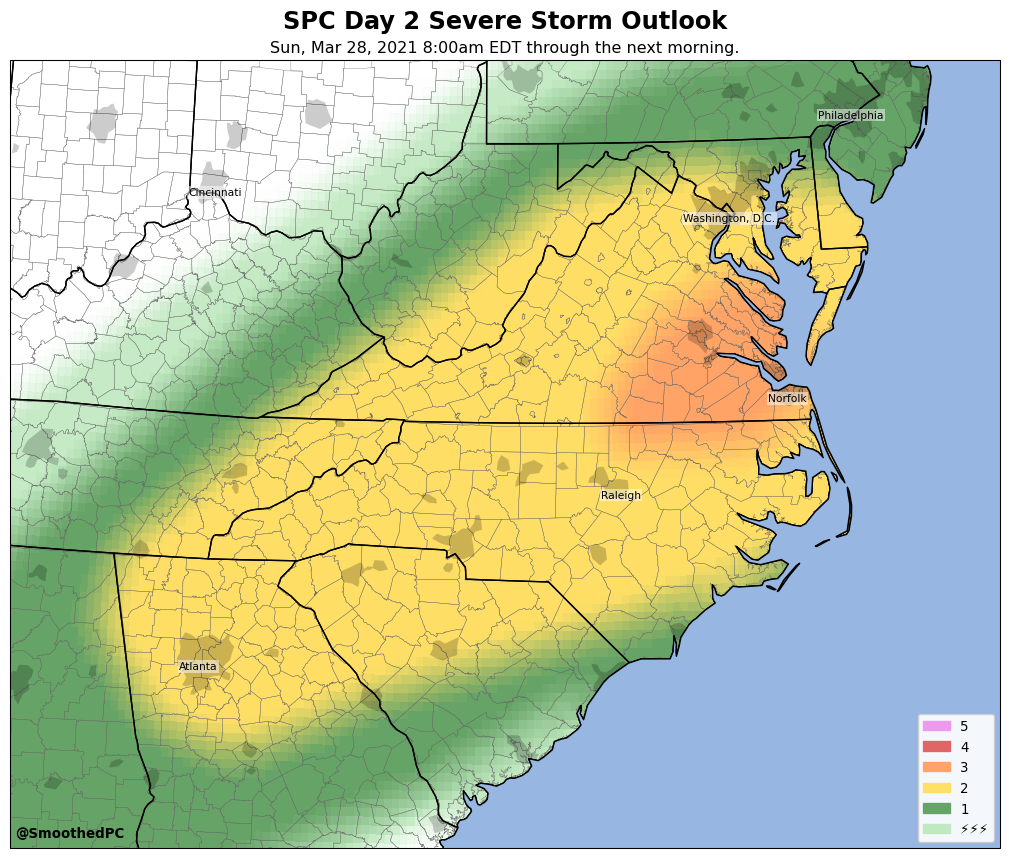 SPC Day 2 Severe Storm Outlook
Sun, Mar 28, 2021 8:00am EDT through the next morning.
Philadelphia
Cincinnati
Washington, D.C.
Norfolk
Raleigh
Atlanta
5
4
3
2
1
⚡⚡⚡
@SmoothedPC